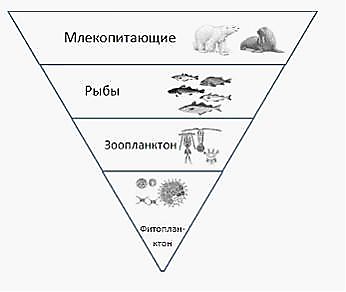 Млекопитающие
Рыбы
Зоопланктон
Фитоплан-
ктон